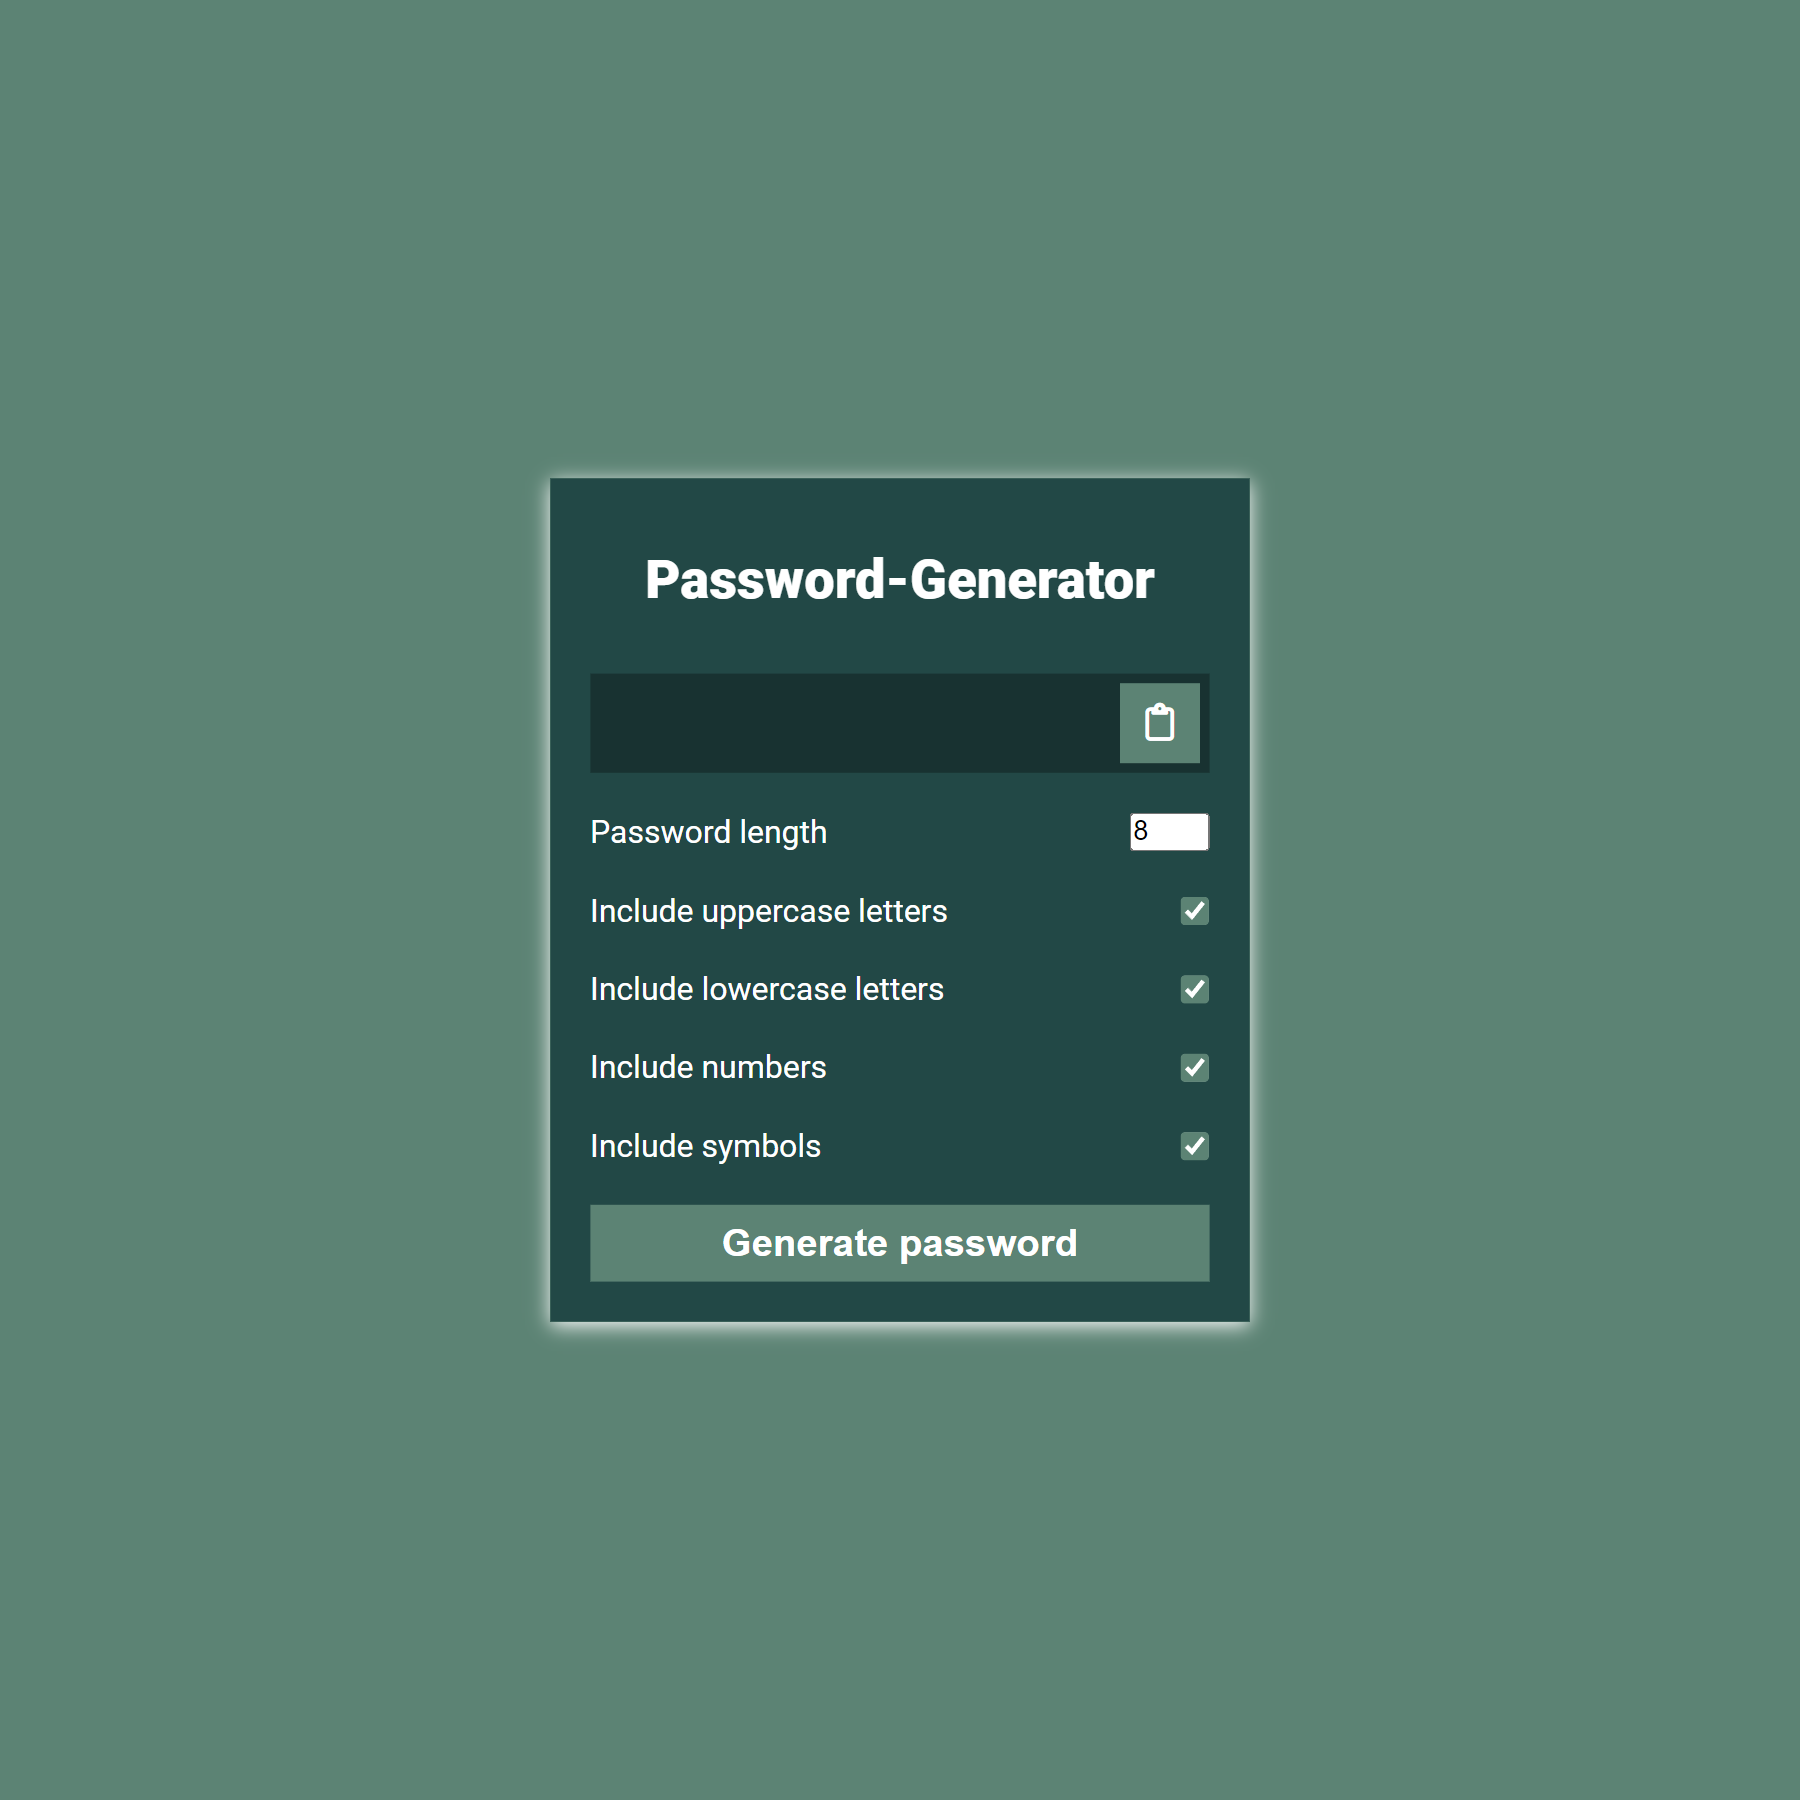 Password-Generator
Password length 8
Include uppercase letters
Include lowercase letters
Include numbers
Include symbols
Generate password